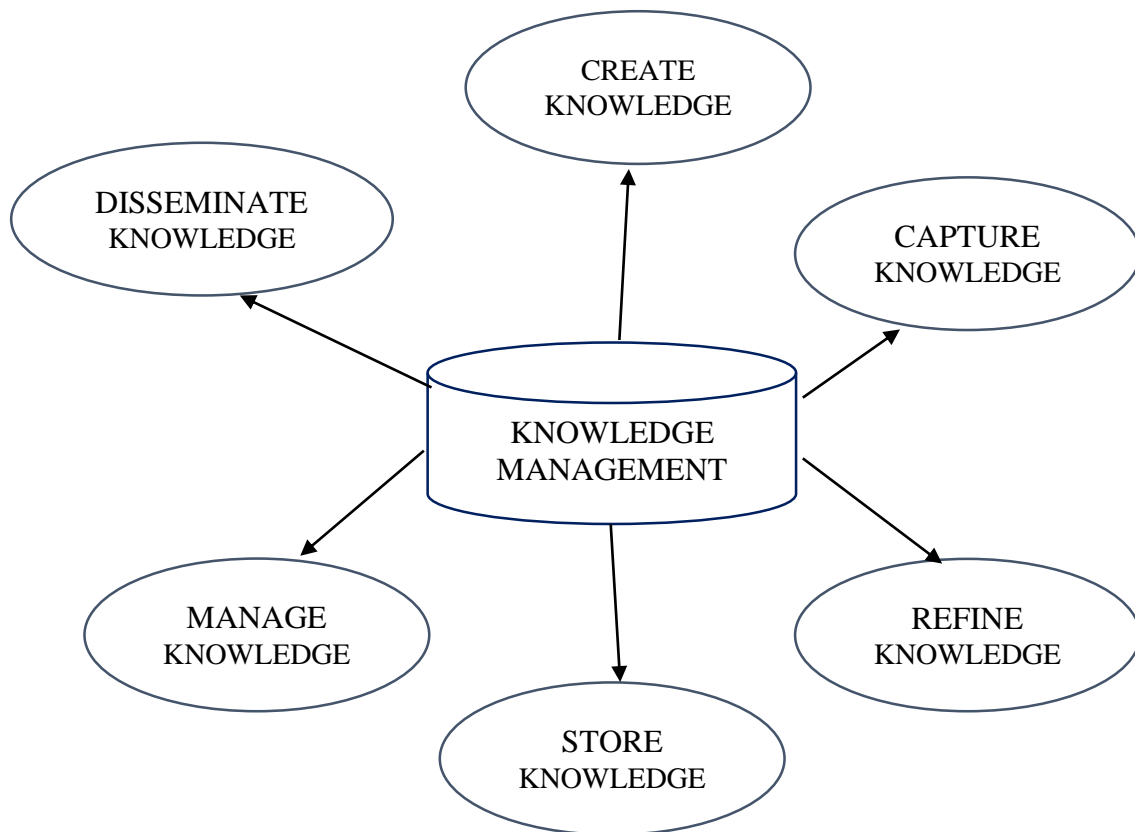 CREATE
KNOWLEDGE
DISSEMINATE
KNOWLEDGE
CAPTURE
KNOWLEDGE
KNOWLEDGE
MANAGEMENT
MANAGE
KNOWLEDGE
REFINE
KNOWLEDGE
STORE
KNOWLEDGE